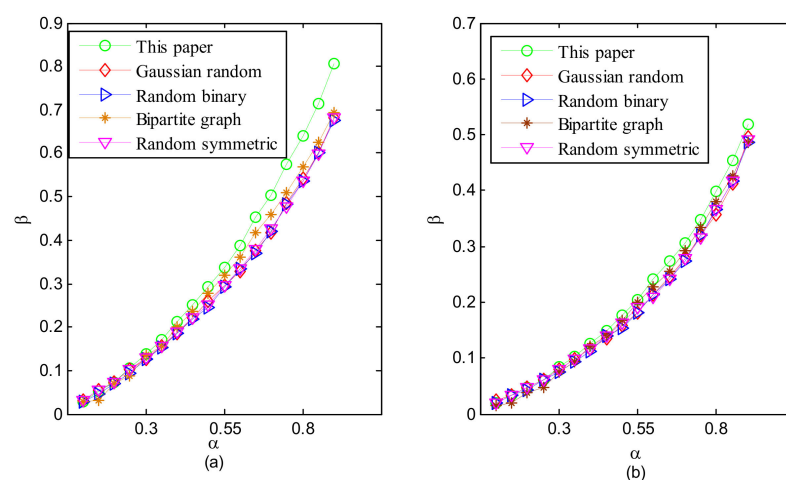 0.9
0.8
0.7
0.6
0.5
0.4
0.3
0.2
0.1
0
β
This paper
Gaussian random
Random binary
Bipartite graph
Random symmetric
0.3
0.55
0.8
α
(a)
0.7
0.6
0.5
0.4
0.3
0.2
0.1
0
β
This paper
Gaussian random
Random binary
Bipartite graph
Random symmetric
0.3
0.55
0.8
α
(b)